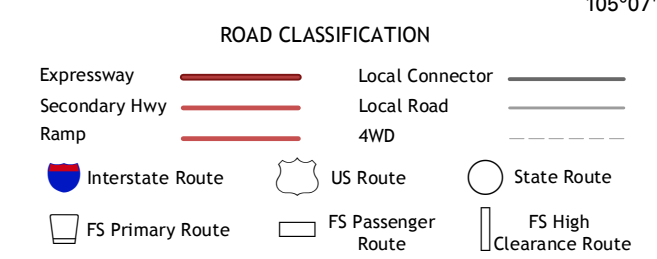 105°07'
ROAD CLASSIFICATION
Expressway
Local Connector
Secondary Hwy
Local Road
Ramp
4WD
Interstate Route
US Route
State Route
FS Primary Route
FS Passenger
Route
FS High
Clearance Route